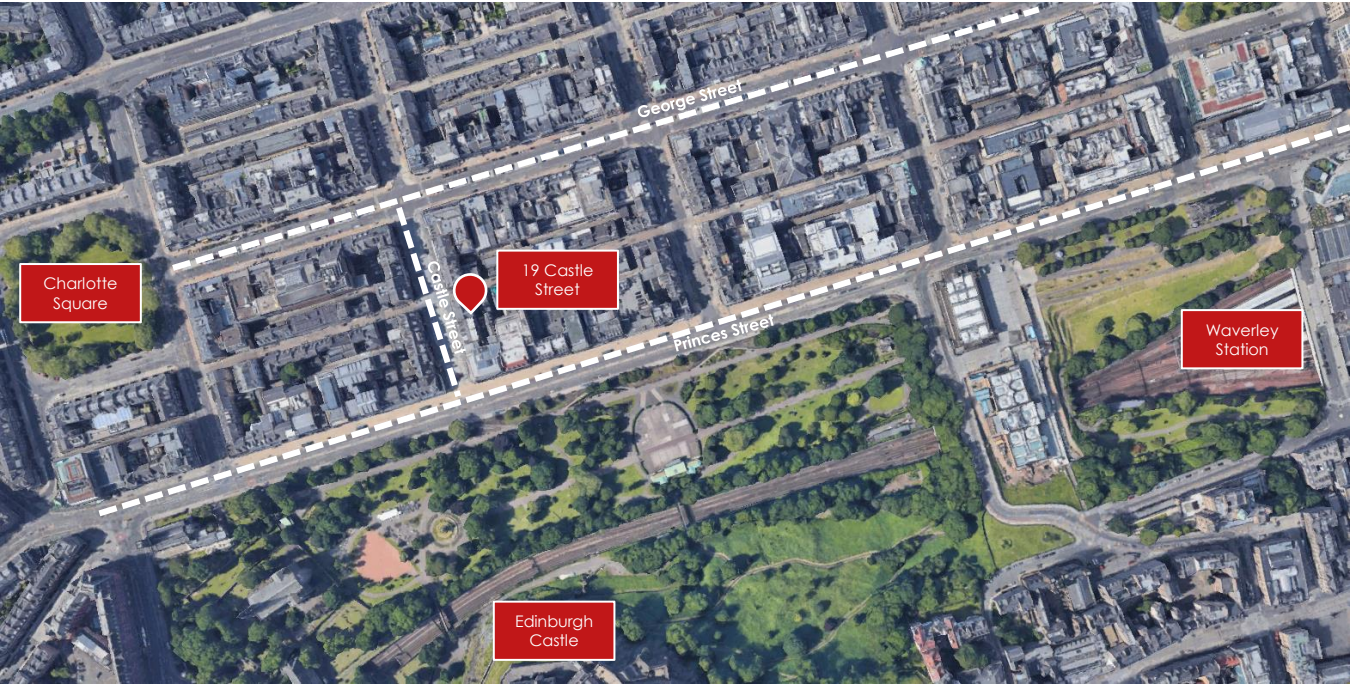 George Street
Charlotte
Square
Castle Street
19 Castle
Street
Princes Street
Waverley
Station
Edinburgh
Castle